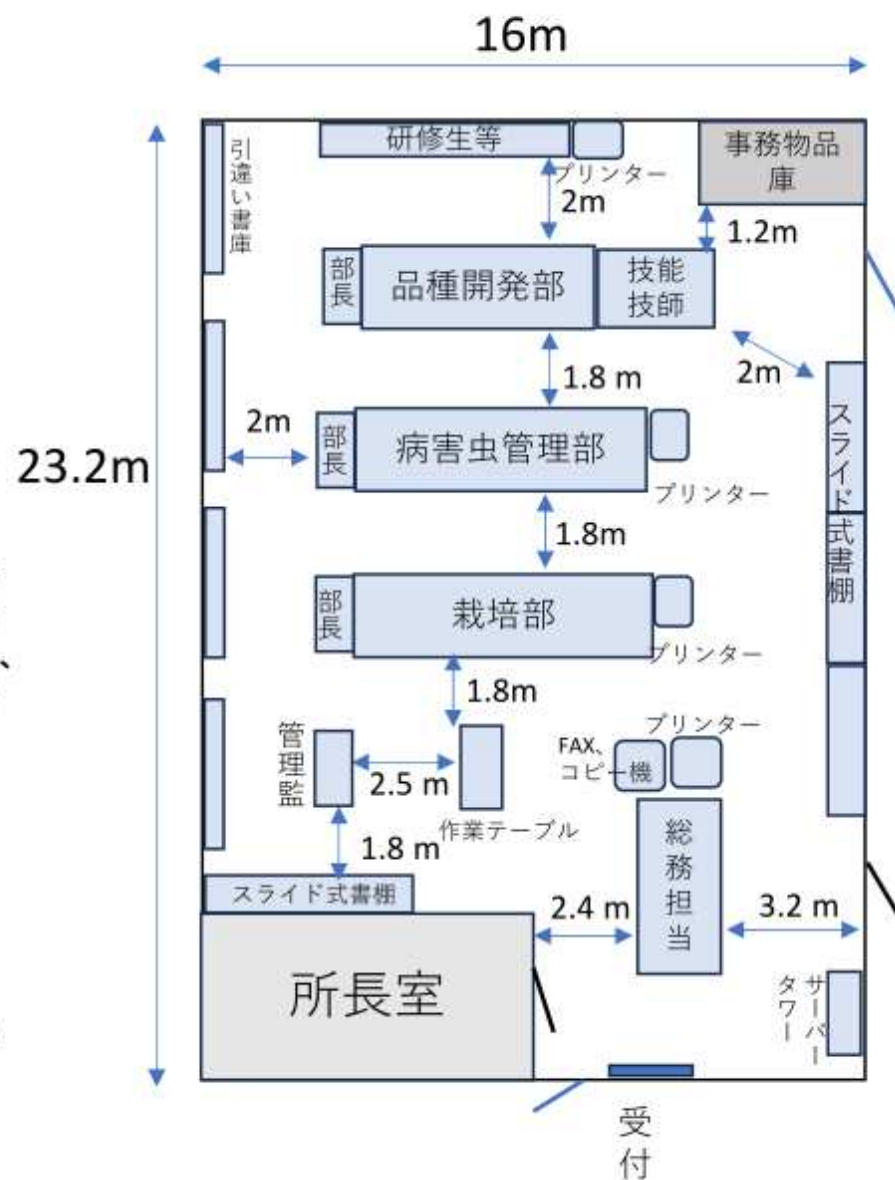 16m
23.2m
引違い書庫
研修生等
プリンター
2m
事務物品
庫
1.2m
部長
品種開発部
技能
技師
1.8 m
2m
2m
部長
病害虫管理部
プリンター
スライド式書棚
1.8m
部長
栽培部
プリンター
1.8m
管理監
2.5 m
作業テーブル
FAX、
コピー機
プリンター
1.8 m
スライド式書棚
総務担当
2.4 m
3.2 m
所長室
サーバー
タワー
受付
、